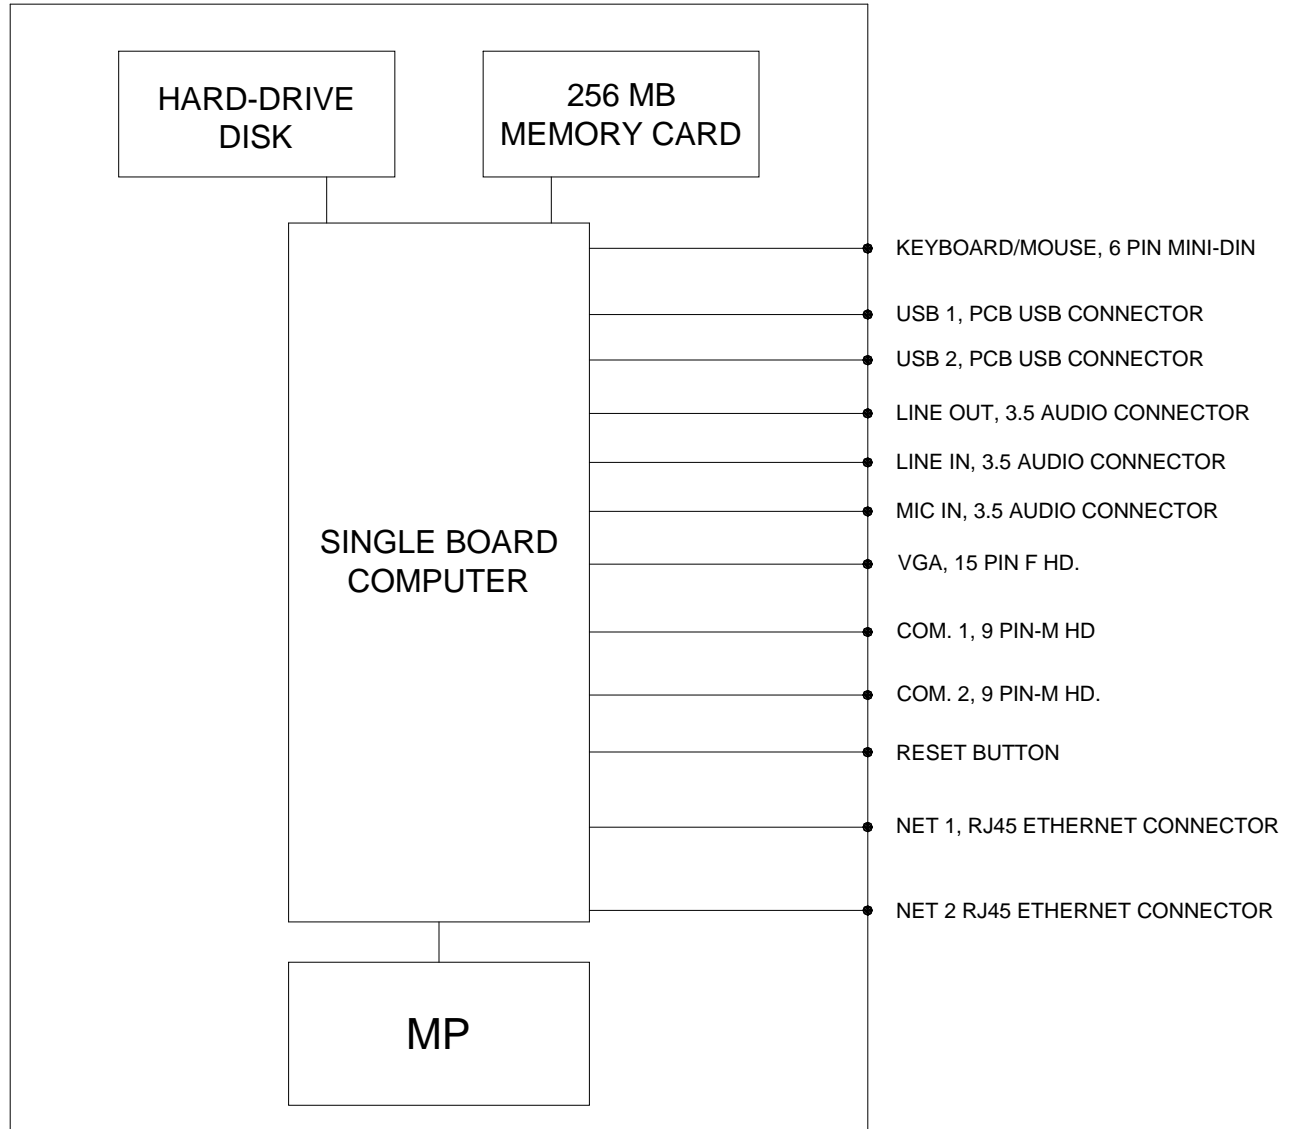 HARD-DRIVE
DISK
256 MB
MEMORY CARD
KEYBOARD/MOUSE, 6 PIN MINI-DIN
USB 1, PCB USB CONNECTOR
USB 2, PCB USB CONNECTOR
LINE OUT, 3.5 AUDIO CONNECTOR
LINE IN, 3.5 AUDIO CONNECTOR
MIC IN, 3.5 AUDIO CONNECTOR
SINGLE BOARD
COMPUTER
VGA, 15 PIN F HD.
COM. 1, 9 PIN-M HD
COM. 2, 9 PIN-M HD.
RESET BUTTON
NET 1, RJ45 ETHERNET CONNECTOR
NET 2 RJ45 ETHERNET CONNECTOR
MP